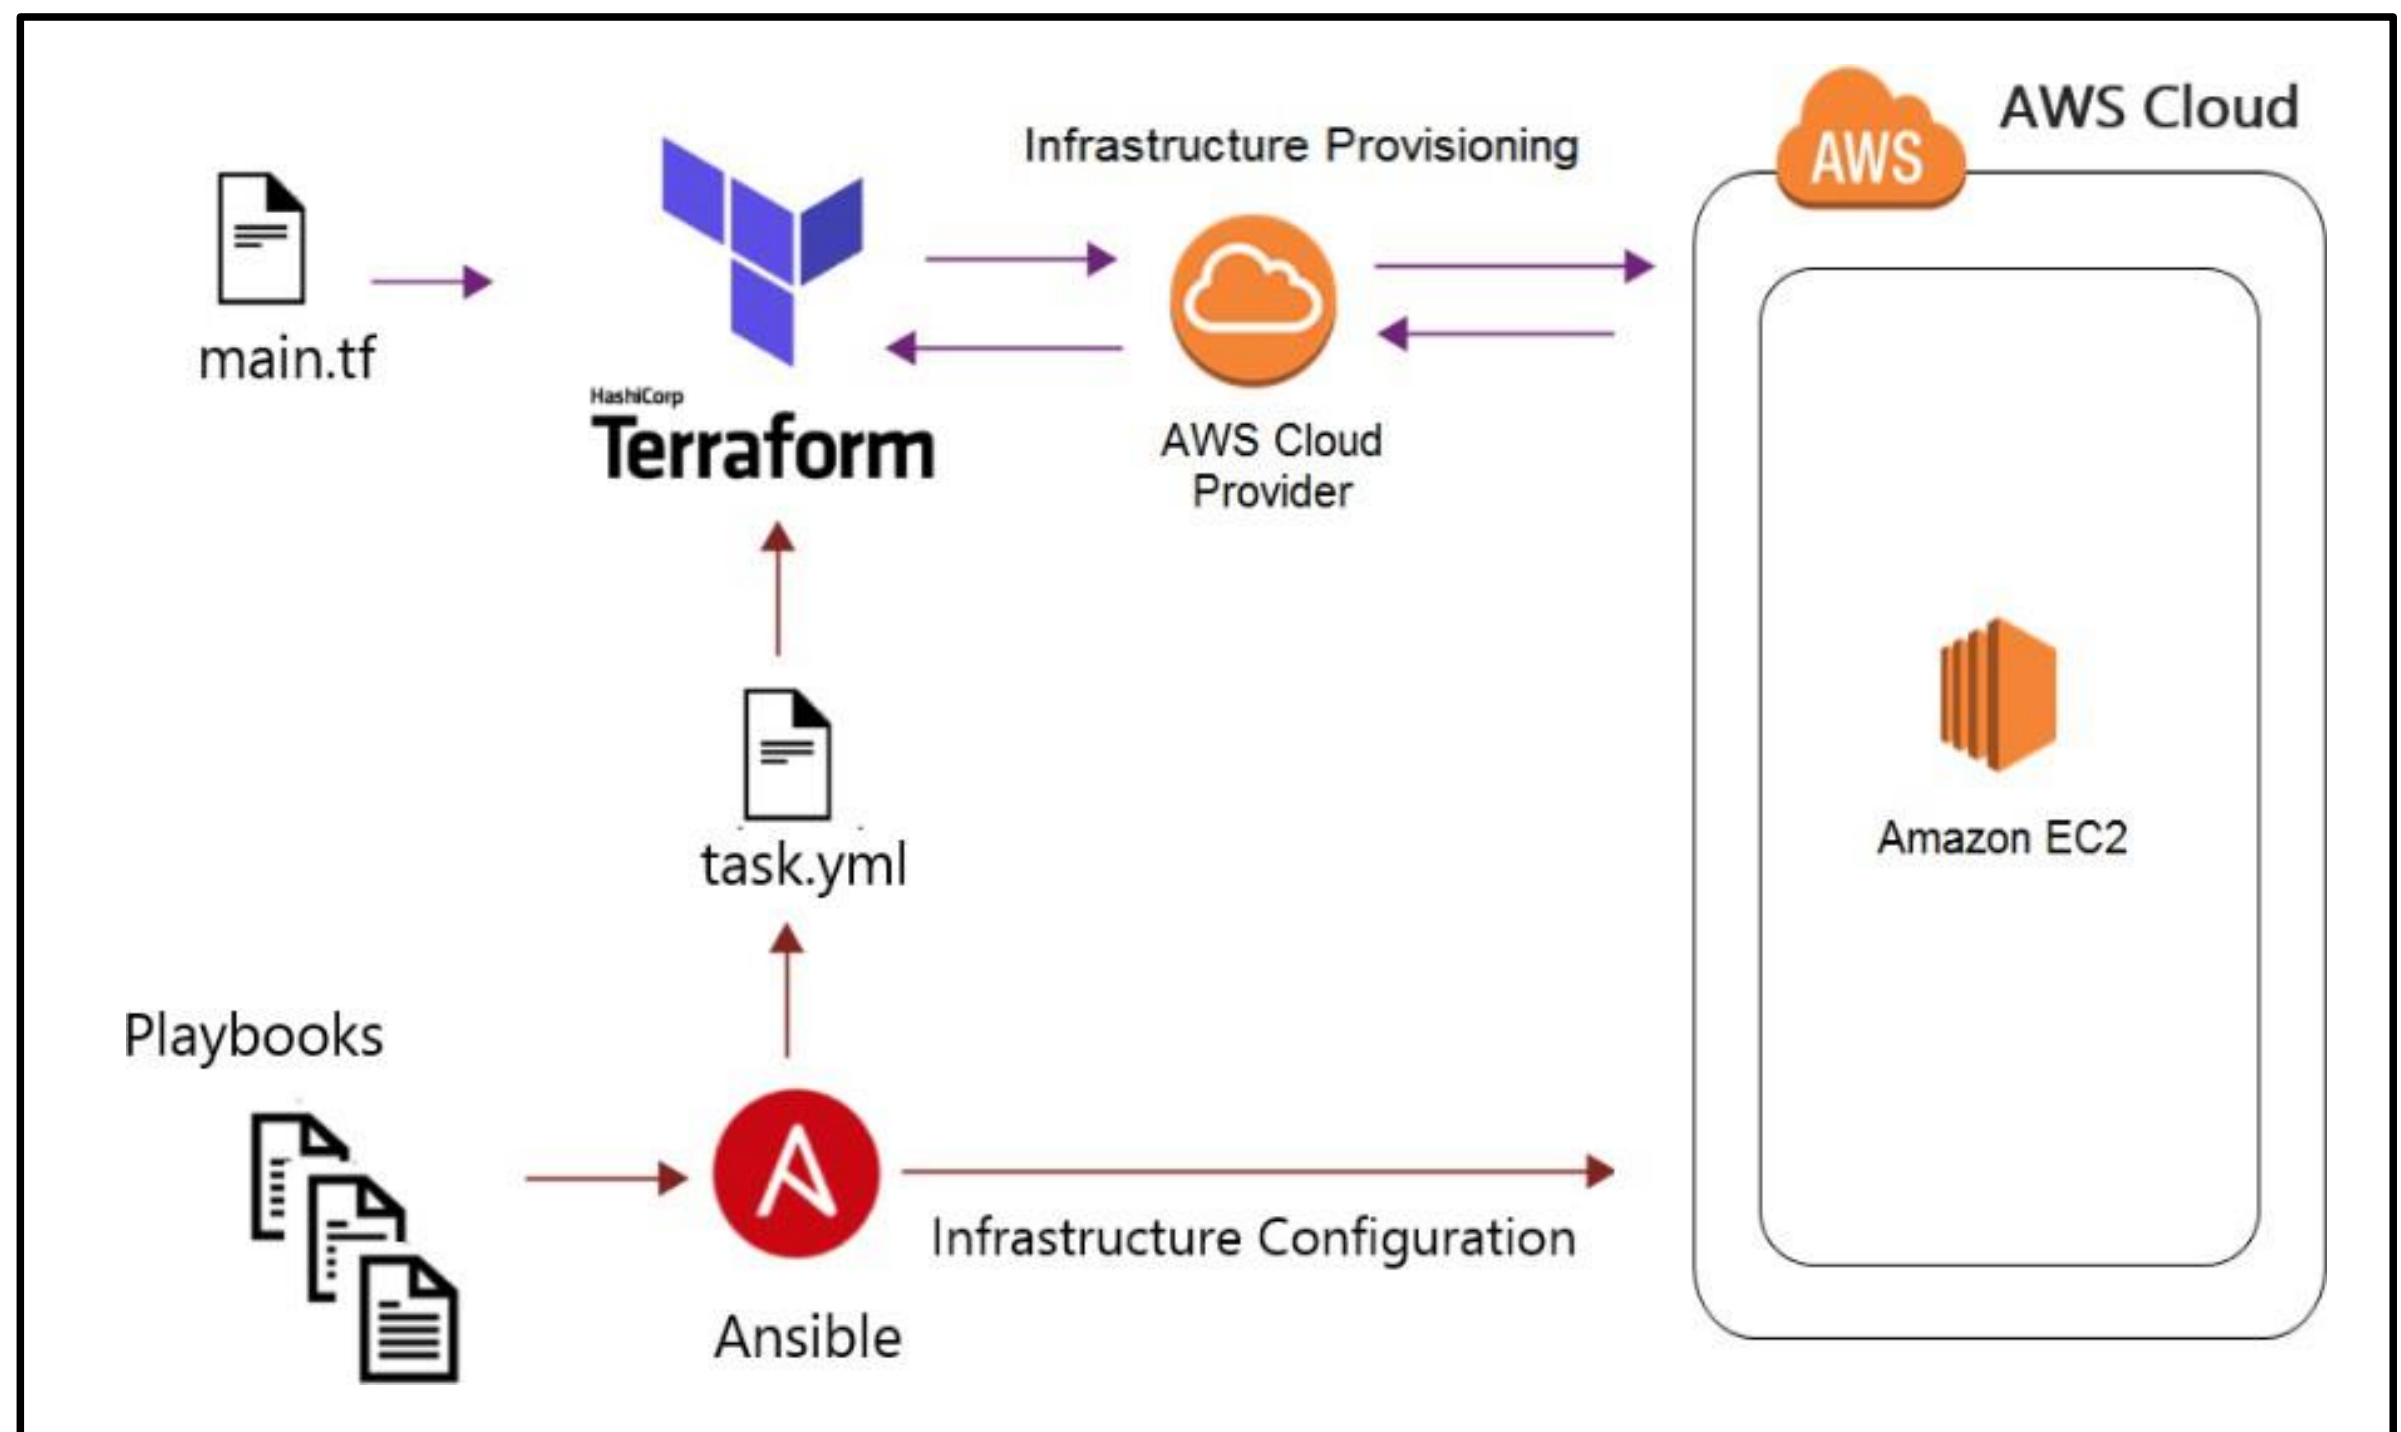 AWS Cloud
AWS
Infrastructure Provisioning
main.tf
HashiCorp
Terraform
AWS Cloud
Provider
task.yml
Amazon EC2
Playbooks
Infrastructure Configuration
Ansible